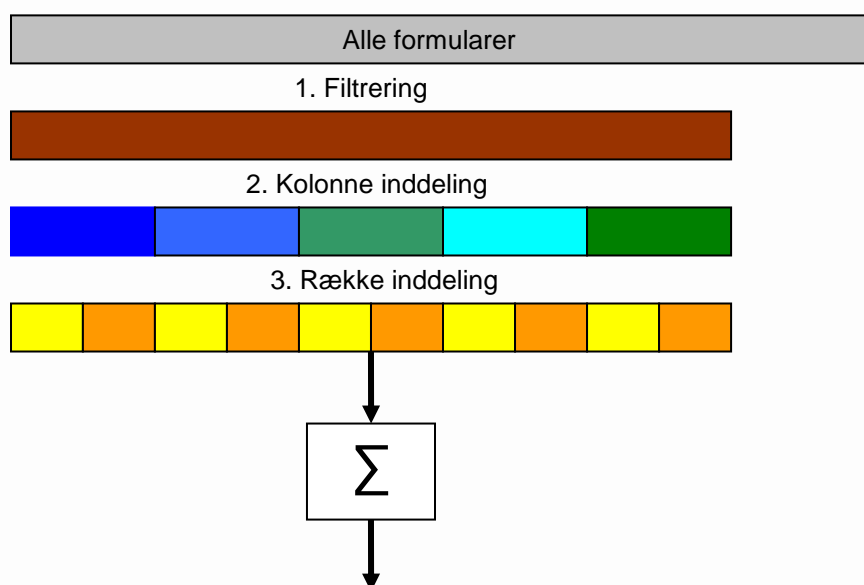 Alle formularer
1. Filtrering
2. Kolonne inddeling
3. Række inddeling
∑